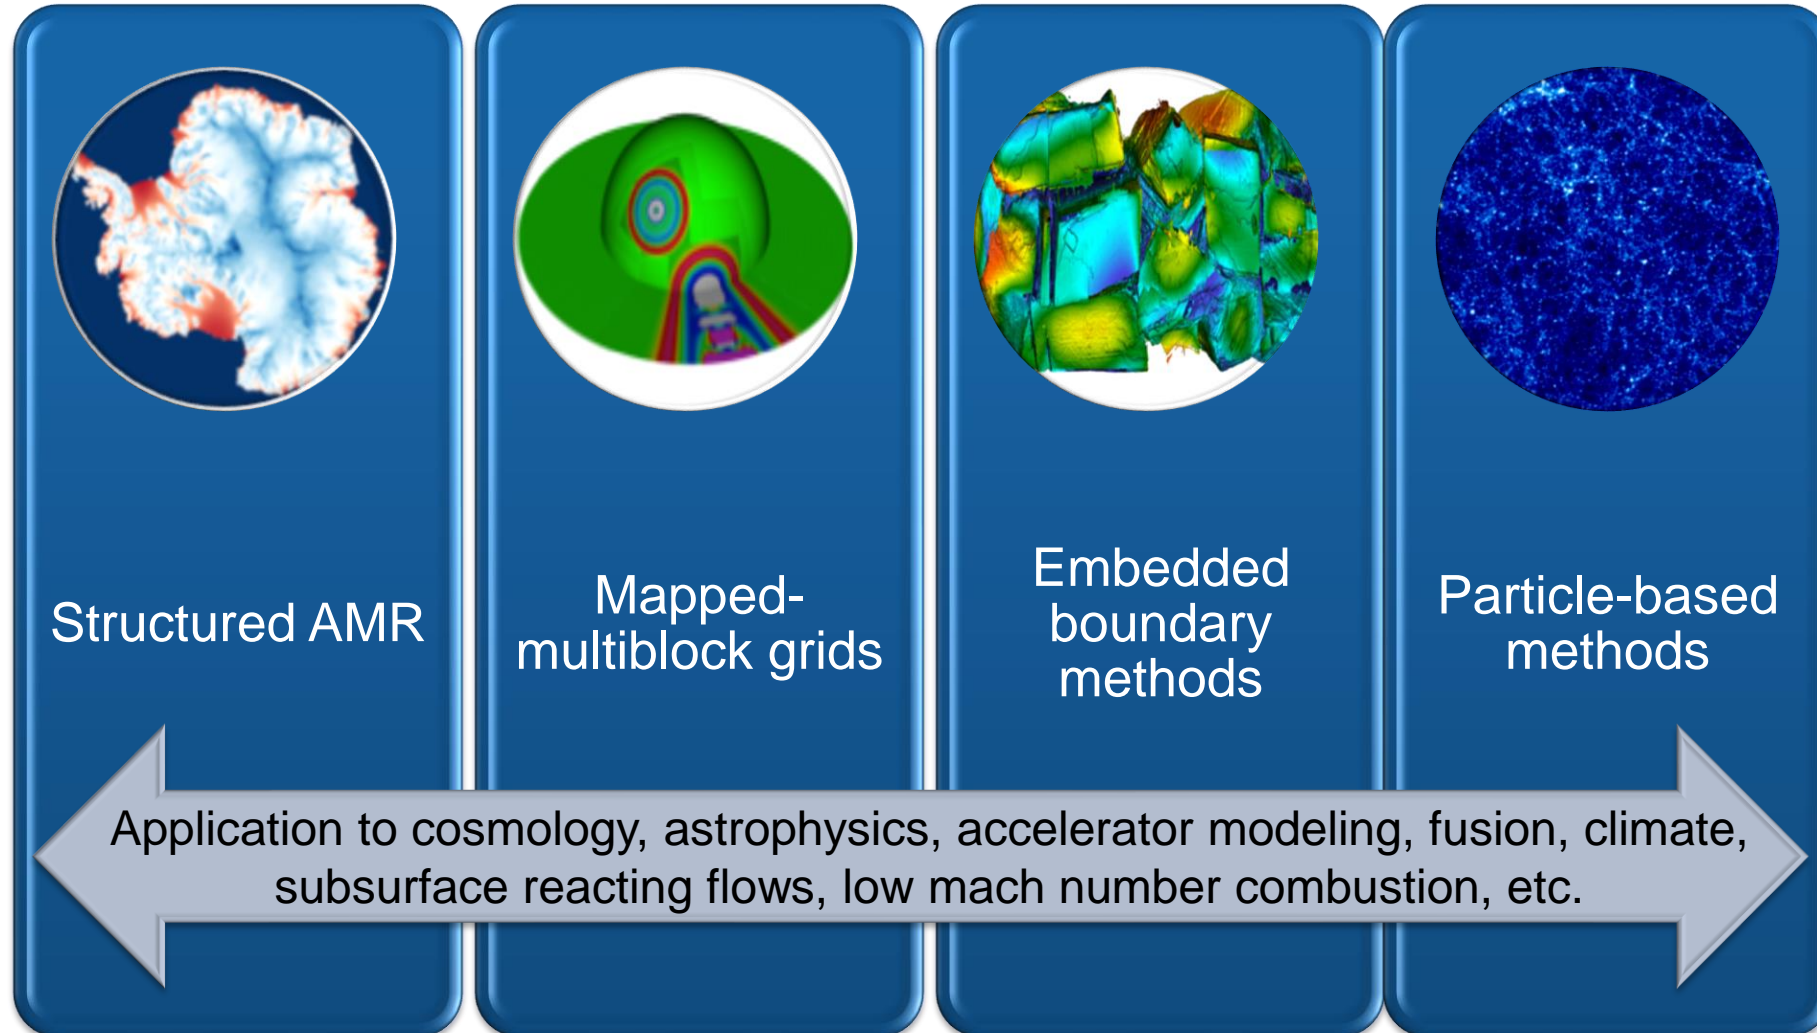 Structured AMR
Mapped-
multiblock grids
Embedded
boundary
methods
Particle-based
methods
Application to cosmology, astrophysics, accelerator modeling, fusion, climate,
subsurface reacting flows, low mach number combustion, etc.